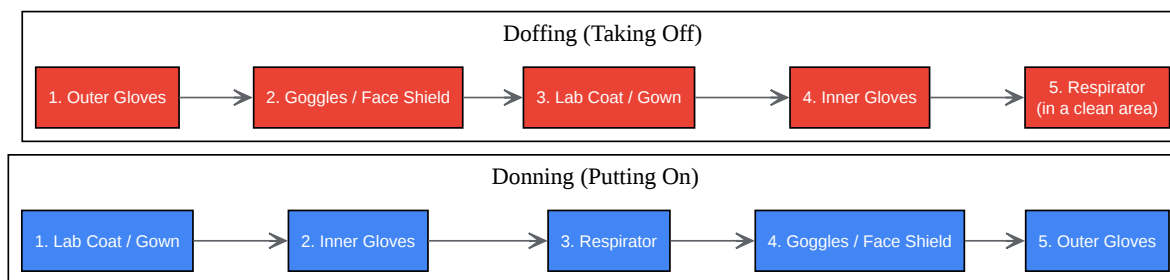 Doffing (Taking Off)
1. Outer Gloves
2. Goggles / Face Shield
3. Lab Coat / Gown
4. Inner Gloves
5. Respirator
(in a clean area)
Donning (Putting On)
1. Lab Coat / Gown
2. Inner Gloves
3. Respirator
4. Goggles / Face Shield
5. Outer Gloves